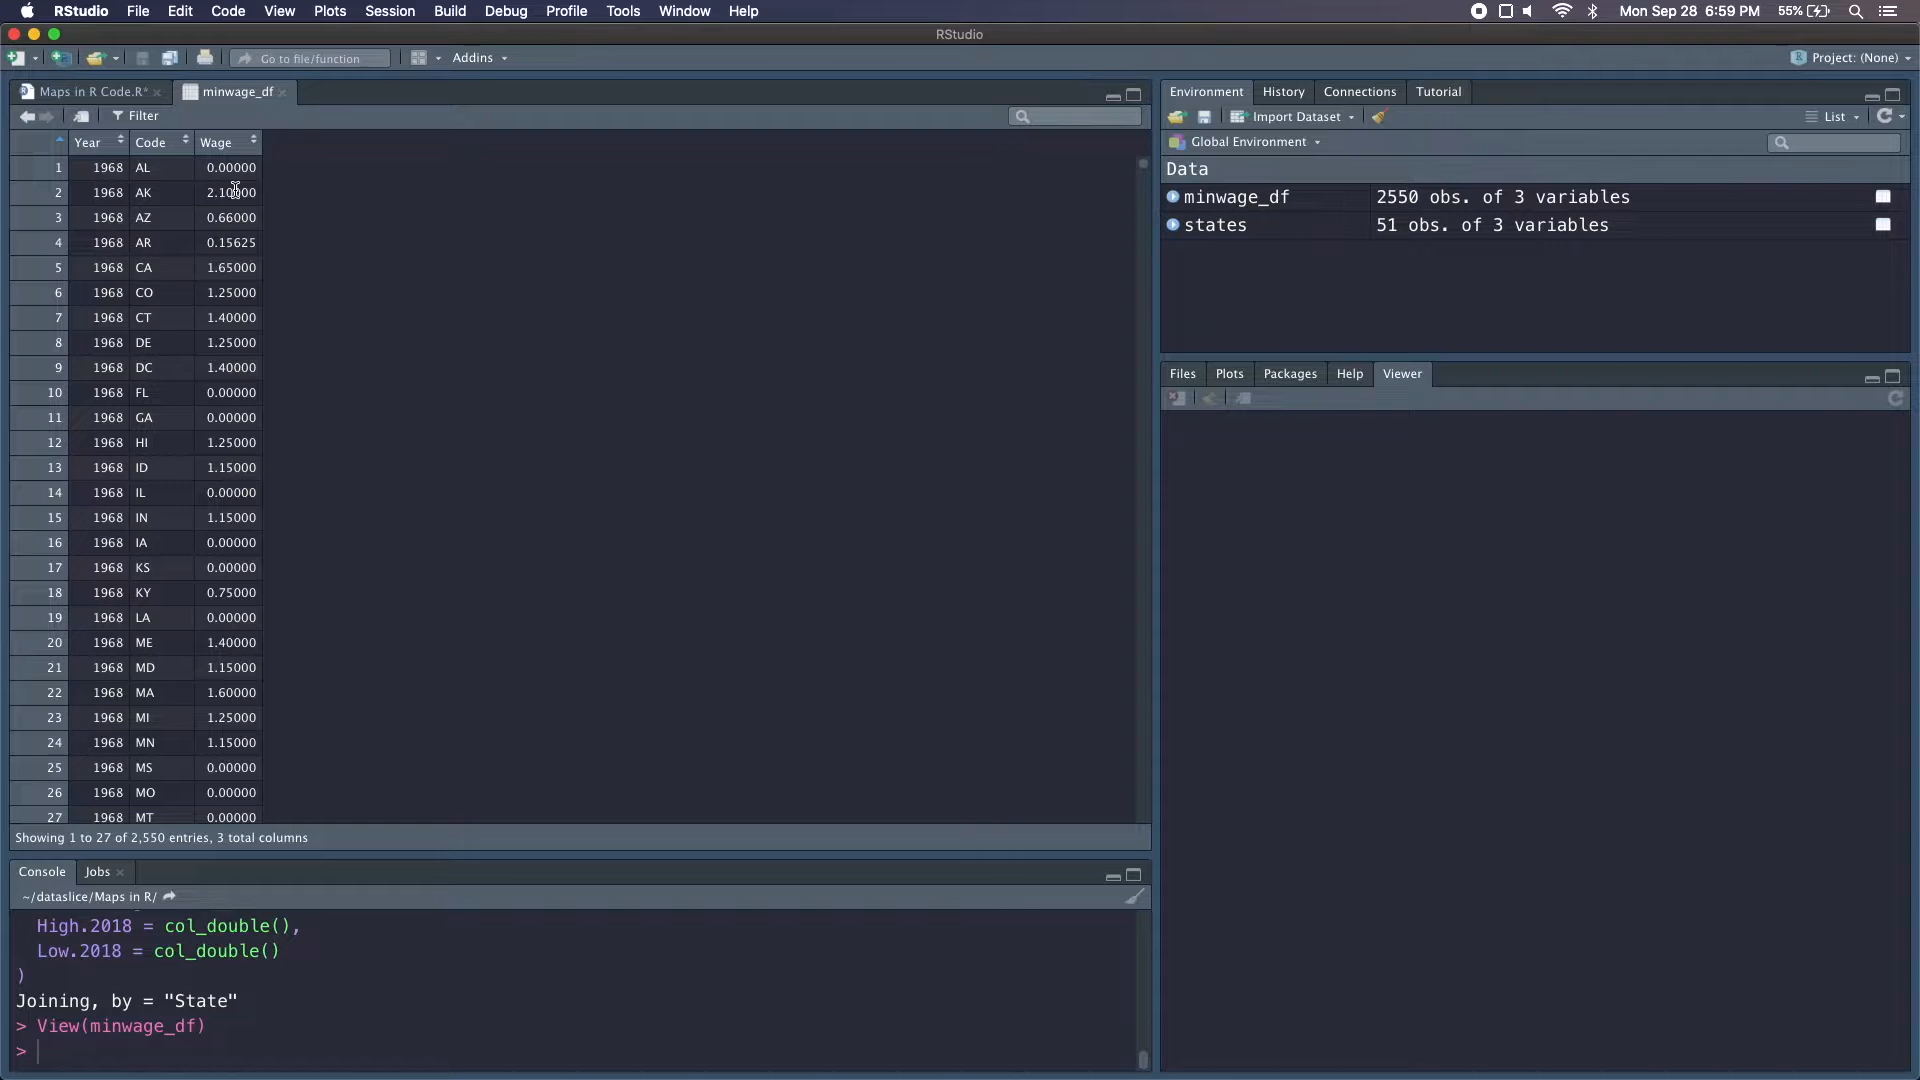 RStudio File Edit Code View Plots Session Build Debug Profile Tools Window Help Mon Sep 28 6:59 PM 55%
RStudio
Go to file/function Addins Project: (None)
Maps in R Code.R* minwage_df
Filter
Year Code Wage
1 1968 AL 0.00000
2 1968 AK 2.10000
3 1968 AZ 0.66000
4 1968 AR 0.15625
5 1968 CA 1.65000
6 1968 CO 1.25000
7 1968 CT 1.40000
8 1968 DE 1.25000
9 1968 DC 1.40000
10 1968 FL 0.00000
11 1968 GA 0.00000
12 1968 HI 1.25000
13 1968 ID 1.15000
14 1968 IL 0.00000
15 1968 IN 1.15000
16 1968 IA 0.00000
17 1968 KS 0.00000
18 1968 KY 0.75000
19 1968 LA 0.00000
20 1968 ME 1.40000
21 1968 MD 1.15000
22 1968 MA 1.60000
23 1968 MI 1.25000
24 1968 MN 1.15000
25 1968 MS 0.00000
26 1968 MO 0.00000
27 1968 MT 0.00000
Showing 1 to 27 of 2,550 entries, 3 total columns
Console Jobs
~/dataslice/Maps in R/
High.2018 = col_double(),
Low.2018 = col_double()
)
Joining, by = "State"
> View(minwage_df)
>
Environment History Connections Tutorial
Import Dataset List
Global Environment
Data
minwage_df 2550 obs. of 3 variables
states 51 obs. of 3 variables
Files Plots Packages Help Viewer